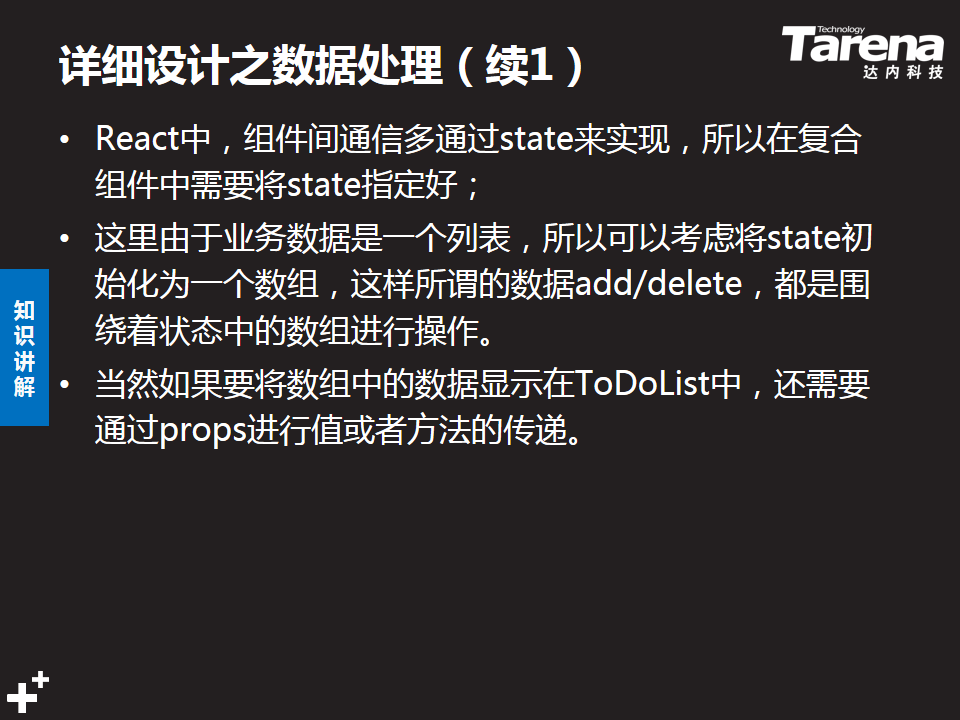 详细设计之数据处理（续1）
Technology
Tarena
达内科技
• React中，组件间通信多通过state来实现，所以在复合
组件中需要将state指定好；
• 这里由于业务数据是一个列表，所以可以考虑将state初
始化为一个数组，这样所谓的数据add/delete，都是围
绕着状态中的数组进行操作。
• 当然如果要将数组中的数据显示在ToDoList中，还需要
通过props进行值或者方法的传递。
知
识
讲
解